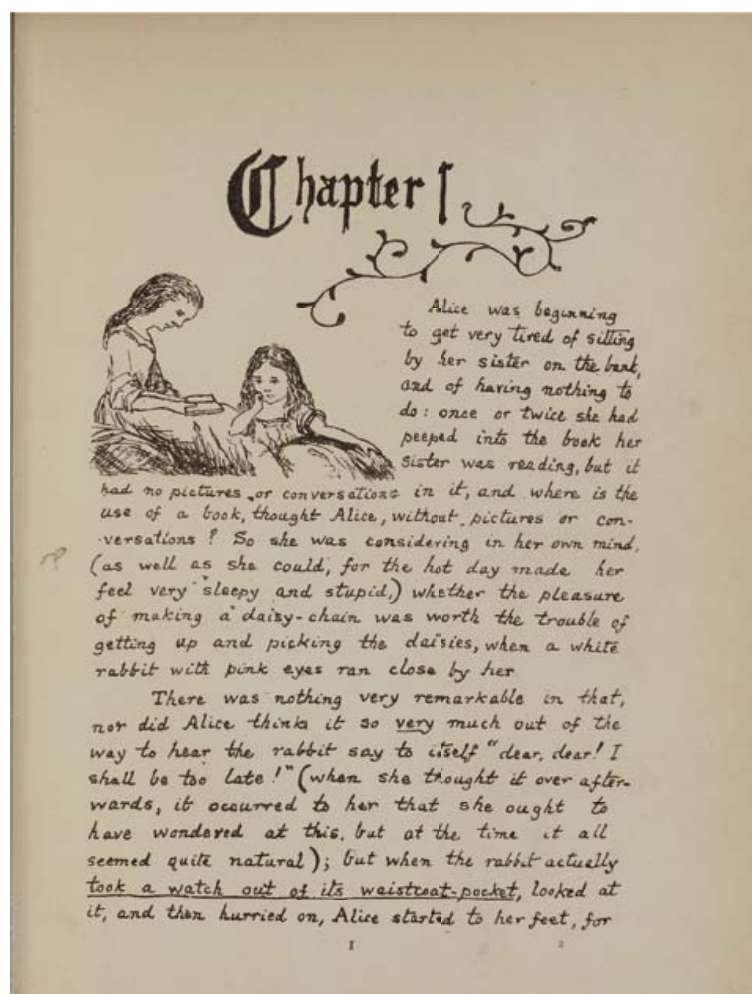 Chapter I
Alice was beginning
to get very tired of sitting
by her sister on the bank,
and of having nothing to
do: once or twice she had
peeped into the book her
sister was reading, but it
had no pictures or conversations in it, and where is the
use of a book, thought Alice, without pictures or con-
-versations? So she was considering in her own mind,
(as well as she could, for the hot day made her
feel very sleepy and stupid,) whether the pleasure
of making a daisy-chain was worth the trouble of
getting up and picking the daisies, when a white
rabbit with pink eyes ran close by her
There was nothing very remarkable in that,
nor did Alice think it so very much out of the
way to hear the rabbit say to itself "dear, dear! I
shall be too late!" (when she thought it over after-
wards, it occurred to her that she ought to
have wondered at this, but at the time it all
seemed quite natural); but when the rabbit actually
took a watch out of its waistcoat-pocket, looked at
it, and then hurried on, Alice started to her feet, for
1